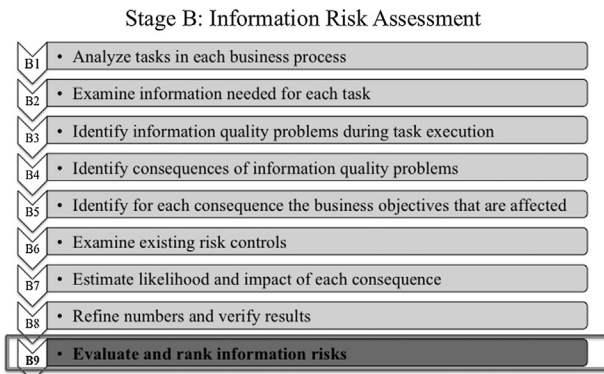 Stage B: Information Risk Assessment
B1 • Analyze tasks in each business process
B2 • Examine information needed for each task
B3 • Identify information quality problems during task execution
B4 • Identify consequences of information quality problems
B5 • Identify for each consequence the business objectives that are affected
B6 • Examine existing risk controls
B7 • Estimate likelihood and impact of each consequence
B8 • Refine numbers and verify results
B9 • Evaluate and rank information risks